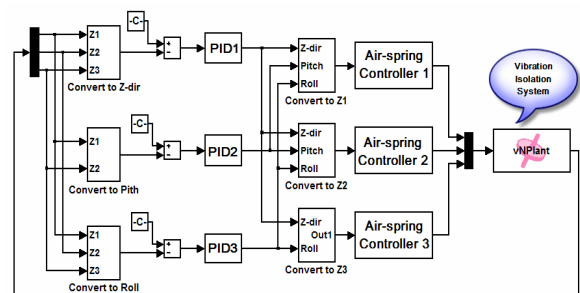 Z1
Z2
Z3
Convert to Z-dir
-C-
+
-
PID1
Z-dir
Pitch
Roll
Convert to Z1
Air-spring
Controller 1
Vibration
Isolation
System
Z1
Z2
Convert to Pith
-C-
+
-
PID2
Z-dir
Pitch
Roll
Convert to Z2
Air-spring
Controller 2
vNPlant
Z1
Z2
Z3
Convert to Roll
-C-
+
-
PID3
Z-dir
Out1
Roll
Convert to Z3
Air-spring
Controller 3